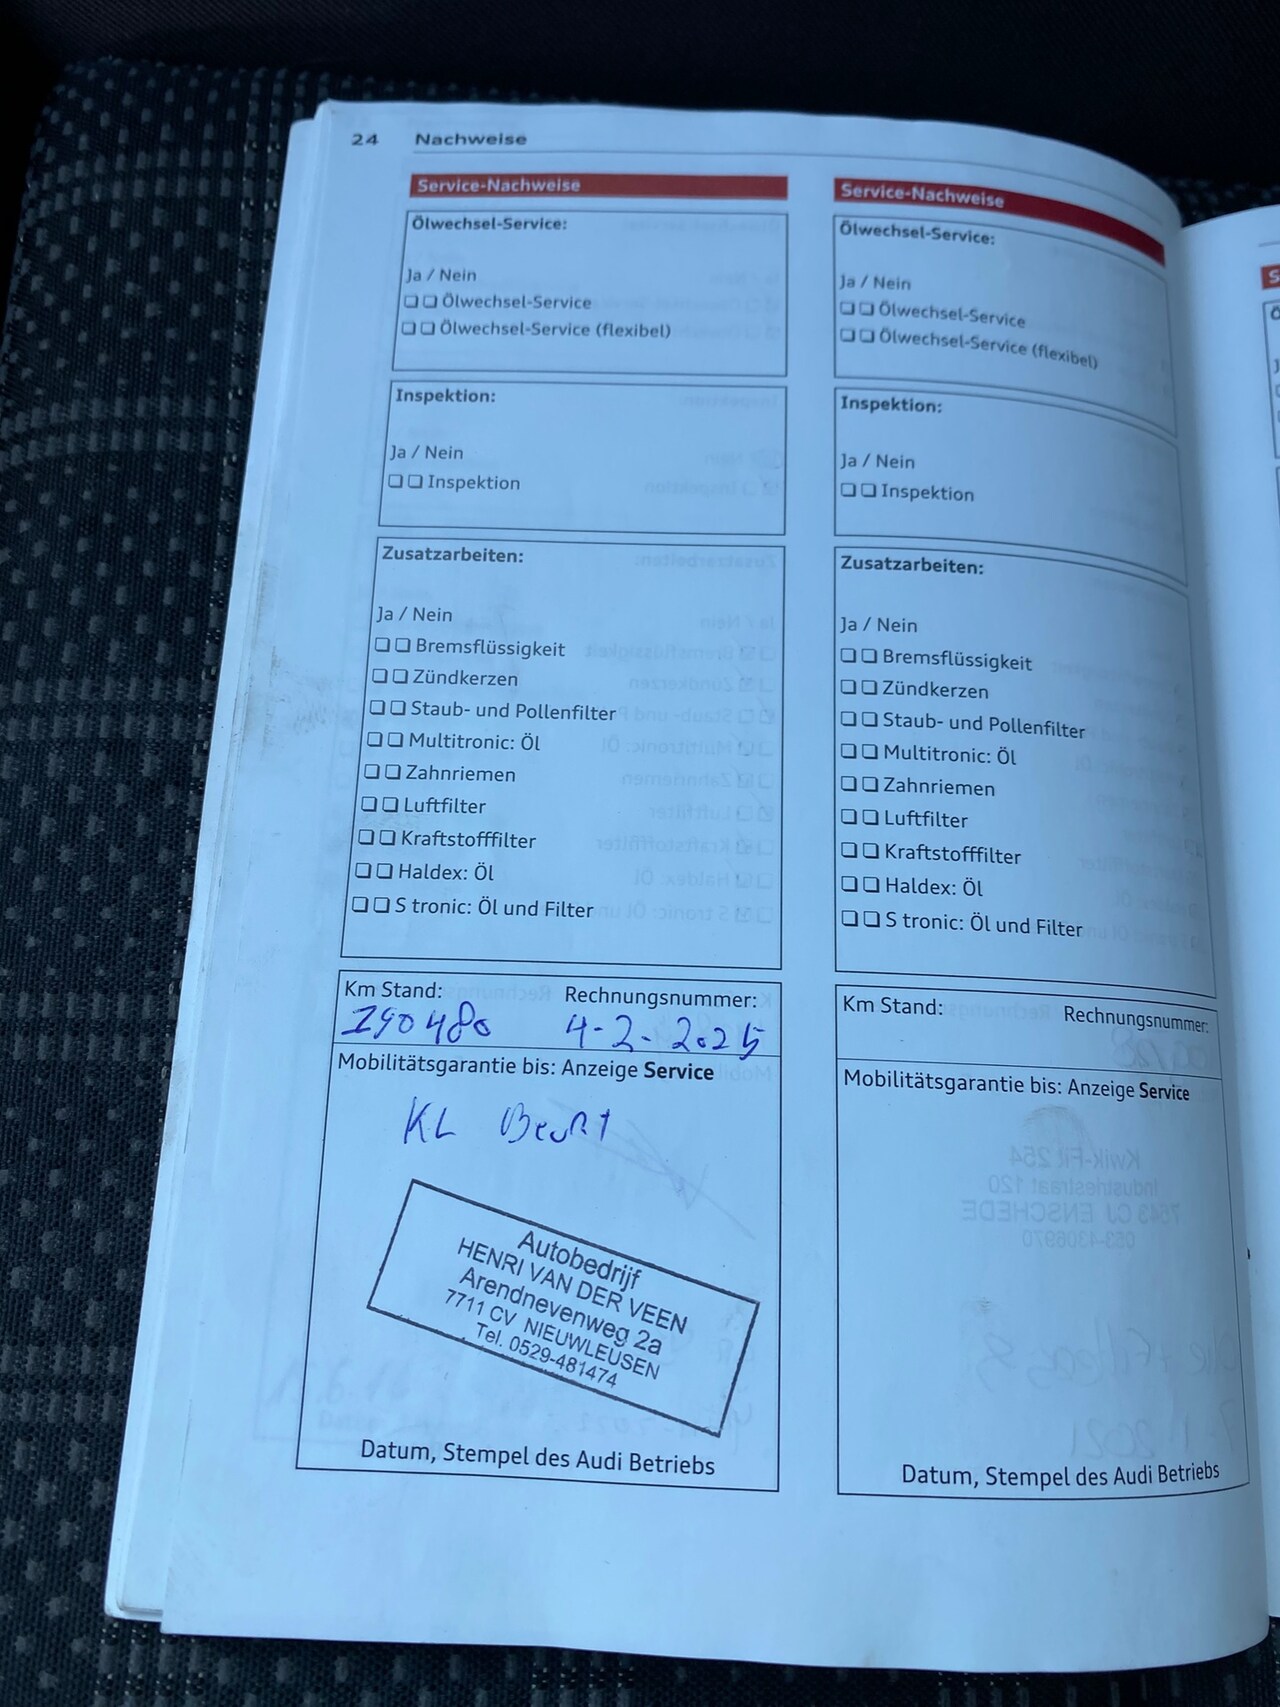 24 Nachweise
Service-Nachweise
Ölwechsel-Service:
Ja / Nein
❏ ❏ Ölwechsel-Service
❏ ❏ Ölwechsel-Service (flexibel)
Inspektion:
Ja / Nein
❏ ❏ Inspektion
Zusatzarbeiten:
Ja / Nein
❏ ❏ Bremsflüssigkeit
❏ ❏ Zündkerzen
❏ ❏ Staub- und Pollenfilter
❏ ❏ Multitronic: Öl
❏ ❏ Zahnriemen
❏ ❏ Luftfilter
❏ ❏ Kraftstofffilter
❏ ❏ Haldex: Öl
❏ ❏ S tronic: Öl und Filter
Km Stand: Rechnungsnummer:
190480 4-2-2025
Mobilitätsgarantie bis: Anzeige Service
KL Beurt
Autobedrijf
HENRI VAN DER VEEN
Arendnevenweg 2a
7711 CV NIEUWLEUSEN
Tel. 0529-481474
Datum, Stempel des Audi Betriebs
Service-Nachweise
Ölwechsel-Service:
Ja / Nein
❏ ❏ Ölwechsel-Service
❏ ❏ Ölwechsel-Service (flexibel)
Inspektion:
Ja / Nein
❏ ❏ Inspektion
Zusatzarbeiten:
Ja / Nein
❏ ❏ Bremsflüssigkeit
❏ ❏ Zündkerzen
❏ ❏ Staub- und Pollenfilter
❏ ❏ Multitronic: Öl
❏ ❏ Zahnriemen
❏ ❏ Luftfilter
❏ ❏ Kraftstofffilter
❏ ❏ Haldex: Öl
❏ ❏ S tronic: Öl und Filter
Km Stand: Rechnungsnummer:
Mobilitätsgarantie bis: Anzeige Service
Datum, Stempel des Audi Betriebs